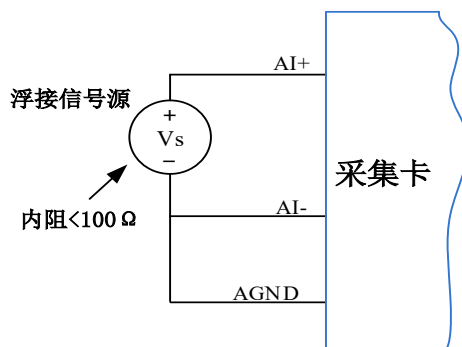 AI+
浮接信号源
+
Vs
−
采集卡
内阻<100Ω
AI-
AGND